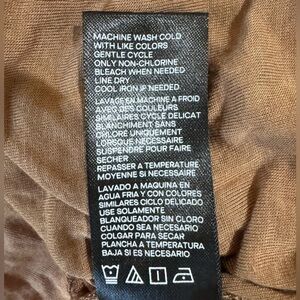 MACHINE WASH COLD
WITH LIKE COLORS
GENTLE CYCLE
ONLY NON-CHLORINE
BLEACH WHEN NEEDED
LINE DRY
COOL IRON IF NEEDED
LAVAGE EN MACHINE A FROID
AVEC DES COULEURS
SIMILAIRES CYCLE DELICAT
BLANCHIMENT SANS
CHLORE UNIQUEMENT
LORSQUE NECESSAIRE
SUSPENDRE POUR FAIRE
SECHER
REPASSER A TEMPERATURE
MOYENNE SI NECESSAIRE
LAVADO A MAQUINA EN
AGUA FRIA Y CON COLORES
SIMILARES CICLO DELICADO
USE SOLAMENTE
BLANQUEADOR SIN CLORO
CUANDO SEA NECESARIO
COLGAR PARA SECAR
PLANCHA A TEMPERATURA
BAJA SI ES NECESARIO